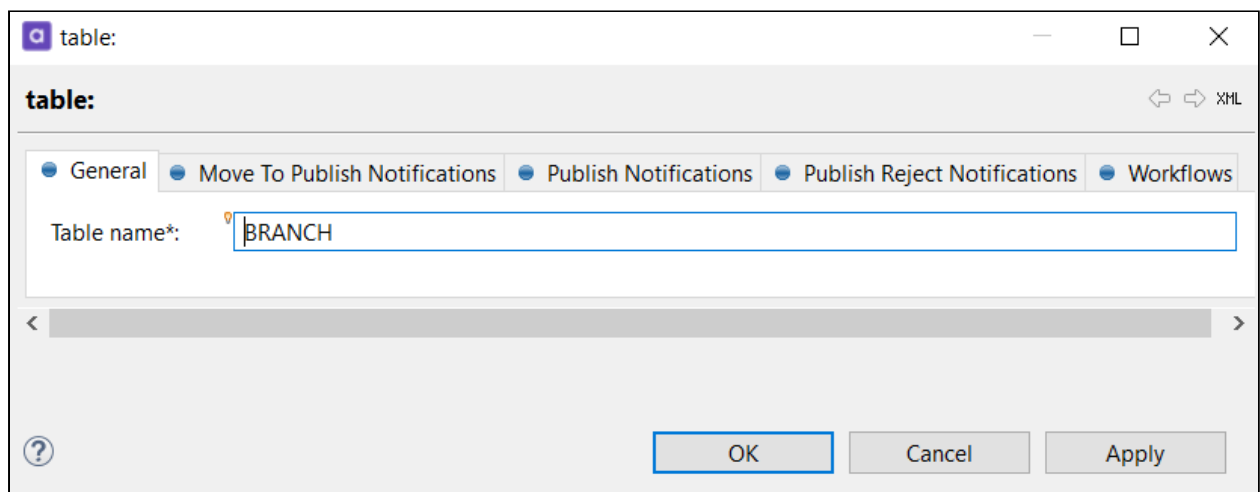 table:
table:
XML
General Move To Publish Notifications Publish Notifications Publish Reject Notifications Workflows
Table name*: BRANCH
? OK Cancel Apply